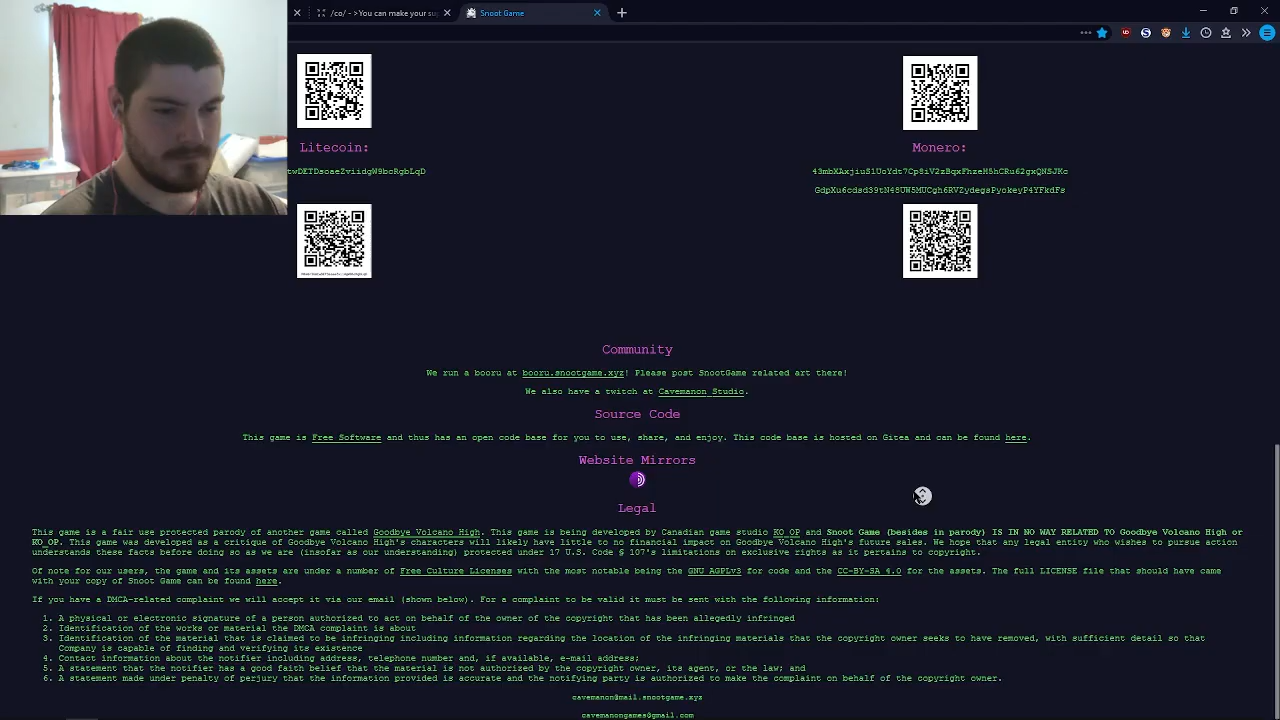 /co/ - >You can make your su
Snoot Game
Litecoin:
Monero:
twDETDsoaeZviidgW9bcRgbLqD
43mbMAxjiuS1UoYdt7Cp8iV2zBqxFhzeM5hCRu62gxQNSJKc
GdpXu6cdsd39tN48UW5MUCgh6RVZydegsPyokeyP4YFkdFs
Community
We run a booru at booru.snootgame.xyz! Please post SnootGame related art there!
We also have a twitch at Cavemanon Studio.
Source Code
This game is Free Software and thus has an open code base for you to use, share, and enjoy. This code base is hosted on Gitea and can be found here.
Website Mirrors
Legal
This game is a fair use protected parody of another game called Goodbye Volcano High. This game is being developed by Canadian game studio KO_OP and Snoot Game (besides in parody) IS IN NO WAY RELATED TO Goodbye Volcano High or
KO_OP. This game was developed as a critique of Goodbye Volcano High's characters will likely have little to no financial impact on Goodbye Volcano High's future sales. We hope that any legal entity who wishes to pursue action
understands these facts before doing so as we are (insofar as our understanding) protected under 17 U.S. Code § 107's limitations on exclusive rights as it pertains to copyright.
Of note for our users, the game and its assets are under a number of Free Culture Licenses with the most notable being the GNU AGPLv3 for code and the CC-BY-SA 4.0 for the assets. The full LICENSE file that should have came
with your copy of Snoot Game can be found here.
If you have a DMCA-related complaint we will accept it via our email (shown below). For a complaint to be valid it must be sent with the following information:
1. A physical or electronic signature of a person authorized to act on behalf of the owner of the copyright that has been allegedly infringed
2. Identification of the works or material the DMCA complaint is about
3. Identification of the material that is claimed to be infringing including information regarding the location of the infringing materials that the copyright owner seeks to have removed, with sufficient detail so that
Company is capable of finding and verifying its existence
4. Contact information about the notifier including address, telephone number and, if available, e-mail address;
5. A statement that the notifier has a good faith belief that the material is not authorized by the copyright owner, its agent, or the law; and
6. A statement made under penalty of perjury that the information provided is accurate and the notifying party is authorized to make the complaint on behalf of the copyright owner.
cavemanon@mail.snootgame.xyz
cavemanongames@gmail.com